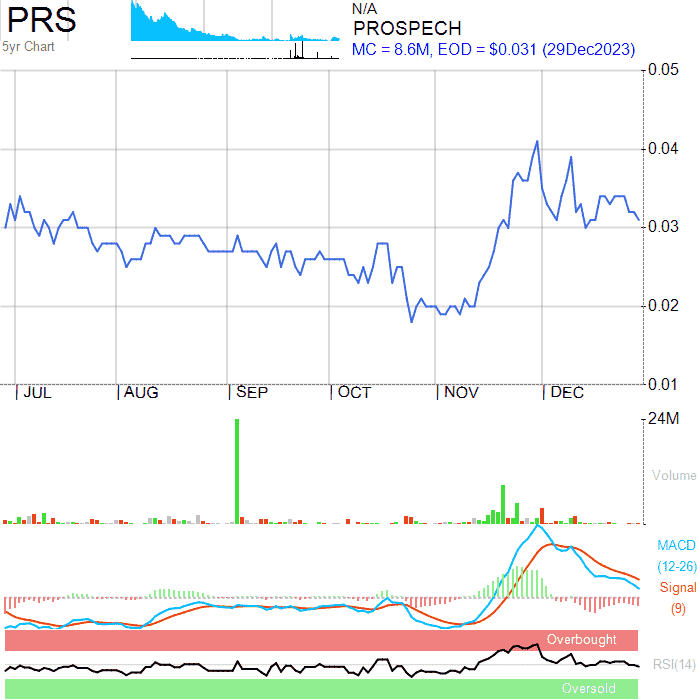 PRS
5yr Chart
N/A
PROSPECH
MC = 8.6M, EOD = $0.031 (29Dec2023)
0.05
0.04
0.03
0.02
0.01
JUL AUG SEP OCT NOV DEC
24M
Volume
MACD
(12-26)
Signal
(9)
Overbought
RSI(14)
Oversold